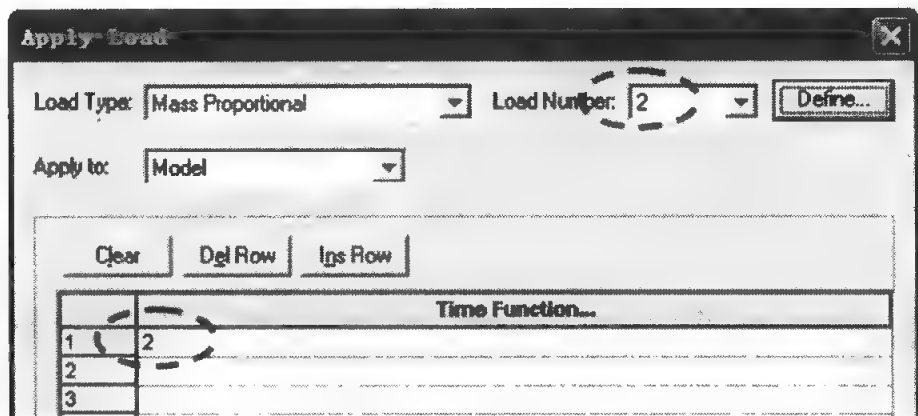 Apply Load
Load Type: Mass Proportional Load Number: 2 Define...
Apply to: Model
Clear Del Row Ins Row
Time Function...
1 2
2
3